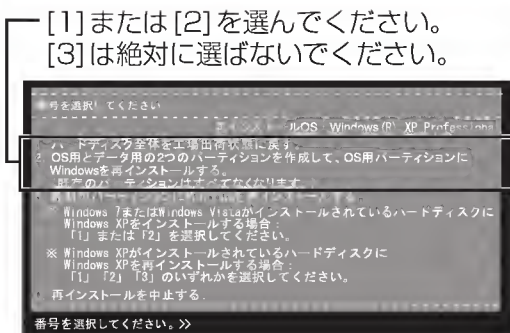 [1]または[2]を選んでください。
[3]は絶対に選ばないでください。
号を選択してください
ルOS Windows(R) XP Professional
ハードディスク全体を工場出荷状態に戻す。
2. OS用とデータ用の2つのパーティションを作成して、OS用パーティションに
Windowsを再インストールする。
既存のパーティションはすべてなくなります。
※ Windows 7またはWindows Vistaがインストールされているハードディスクに
Windows XPをインストールする場合：
「1」または「2」を選択してください。
※ Windows XPがインストールされているハードディスクに
Windows XPを再インストールする場合：
「1」「2」「3」のいずれかを選択してください。
再インストールを中止する.
番号を選択してください。≫